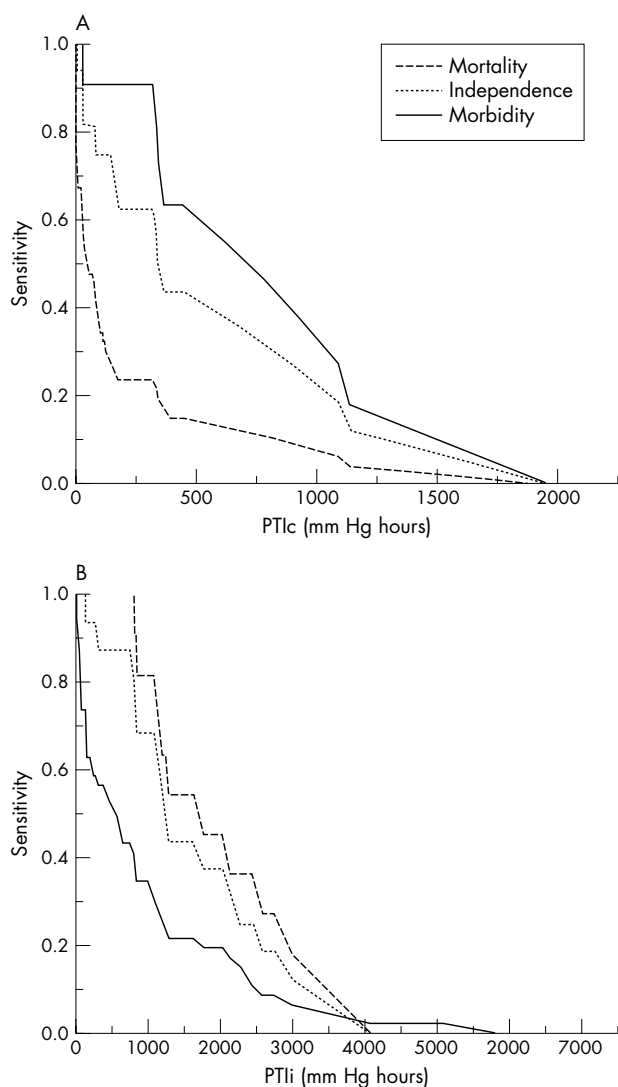 A
1.0
0.8
0.6
0.4
0.2
0.0
Sensitivity
0
500
1000
1500
2000
PTIc (mm Hg hours)
Mortality
Independence
Morbidity
B
1.0
0.8
0.6
0.4
0.2
0.0
Sensitivity
0
1000
2000
3000
4000
5000
2000
7000
PTIi (mm Hg hours)